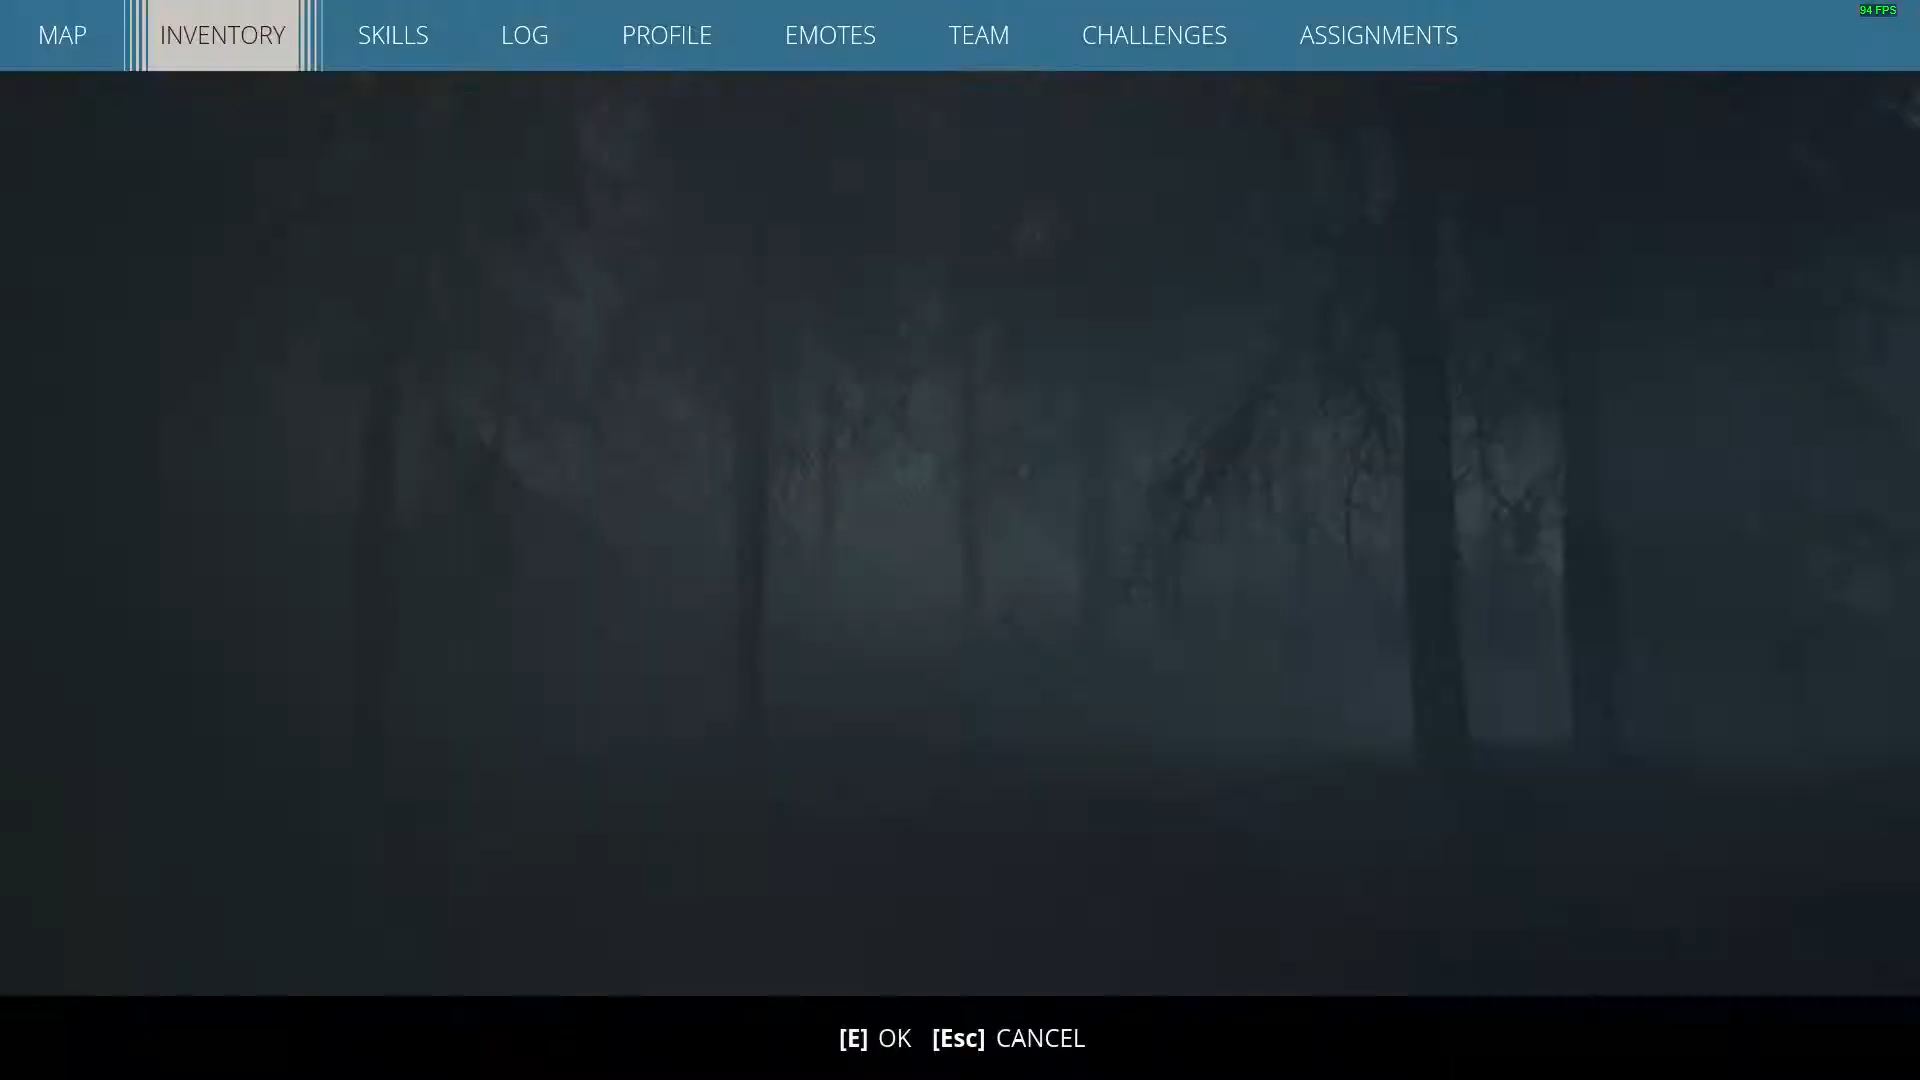 MAP INVENTORY SKILLS LOG PROFILE EMOTES TEAM CHALLENGES ASSIGNMENTS 94 FPS
[E] OK [Esc] CANCEL